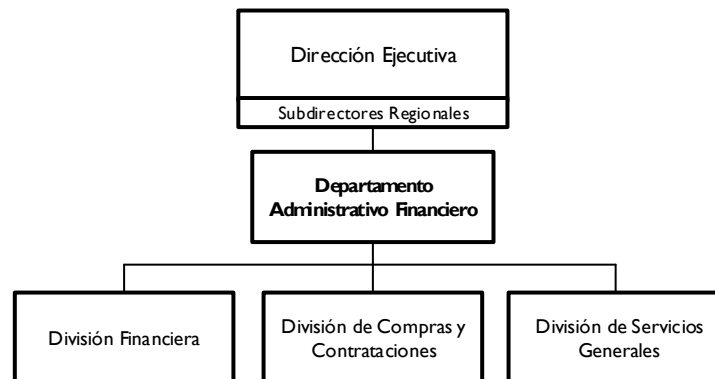 Dirección Ejecutiva
Subdirectores Regionales
Departamento
Administrativo Financiero
División Financiera
División de Compras y
Contrataciones
División de Servicios
Generales